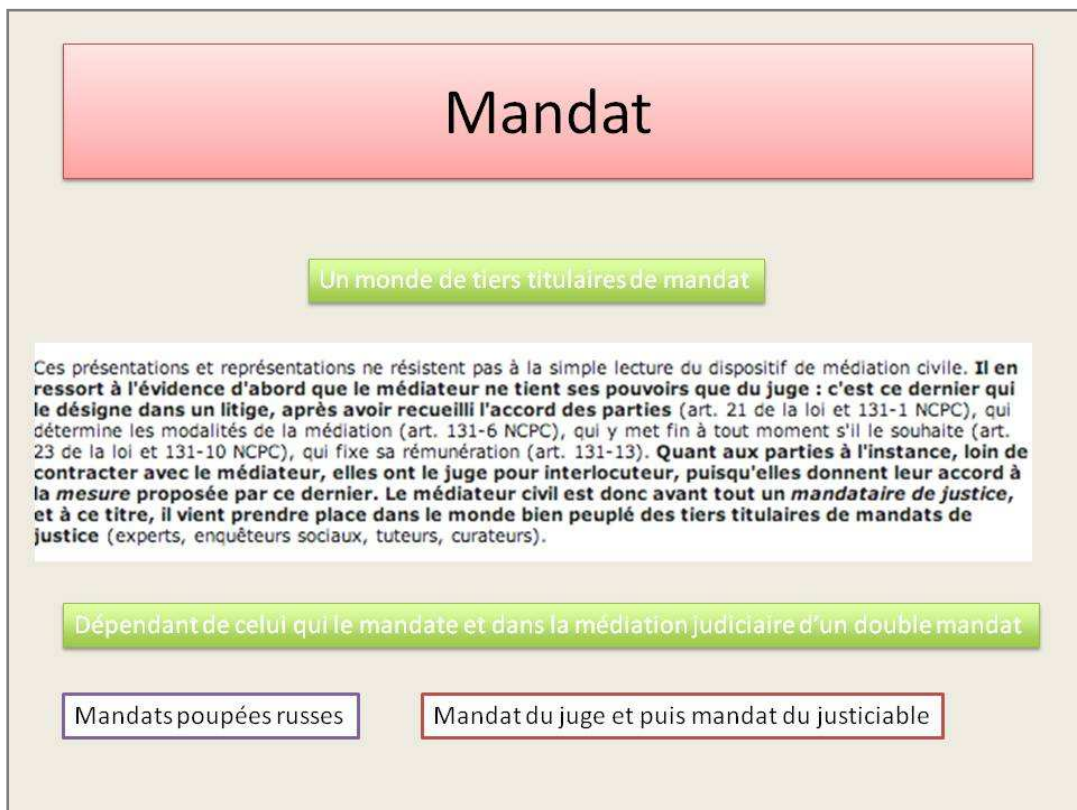 Mandat
Un monde de tiers titulaires de mandat
Ces présentations et représentations ne résistent pas à la simple lecture du dispositif de médiation civile. Il en
ressort à l'évidence d'abord que le médiateur ne tient ses pouvoirs que du juge : c'est ce dernier qui
le désigne dans un litige, après avoir recueilli l'accord des parties (art. 21 de la loi et 131-1 NCPC), qui
détermine les modalités de la médiation (art. 131-6 NCPC), qui y met fin à tout moment s'il le souhaite (art.
23 de la loi et 131-10 NCPC), qui fixe sa rémunération (art. 131-13). Quant aux parties à l'instance, loin de
contracter avec le médiateur, elles ont le juge pour interlocuteur, puisqu'elles donnent leur accord à
la mesure proposée par ce dernier. Le médiateur civil est donc avant tout un mandataire de justice,
et à ce titre, il vient prendre place dans le monde bien peuplé des tiers titulaires de mandats de
justice (experts, enquêteurs sociaux, tuteurs, curateurs).
Dépendant de celui qui le mandate et dans la médiation judiciaire d'un double mandat
Mandats poupées russes
Mandat du juge et puis mandat du justiciable